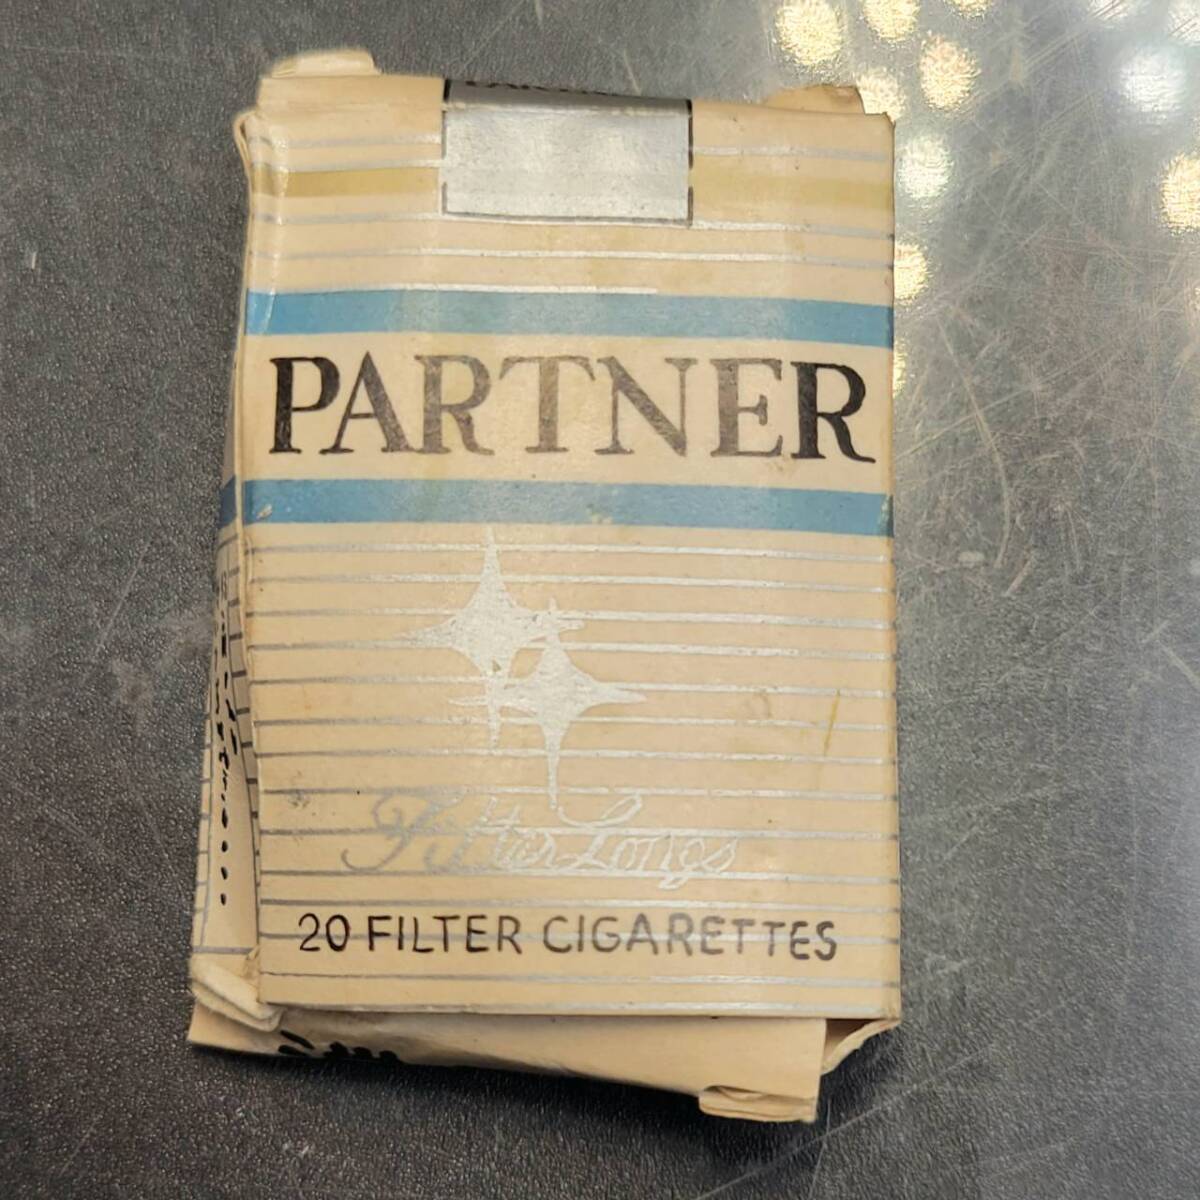 PARTNER
Filter Longs
20 FILTER CIGARETTES